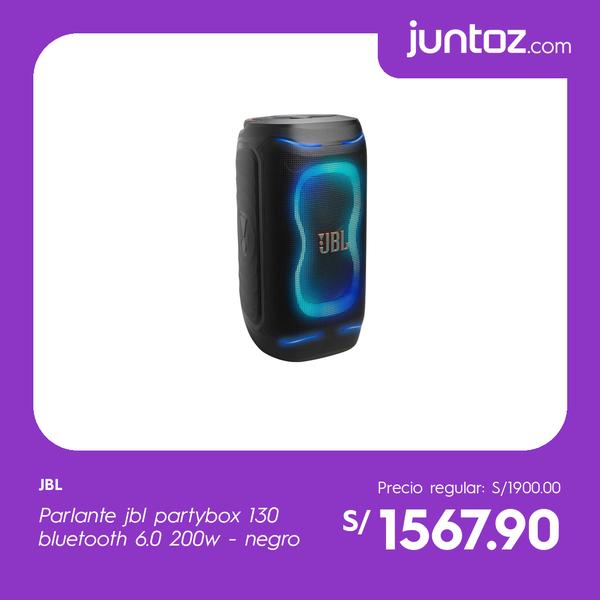 juntoz.com
JBL
JBL
Parlante jbl partybox 130
bluetooth 6.0 200w - negro
Precio regular: S/1900.00
S/ 1567.90